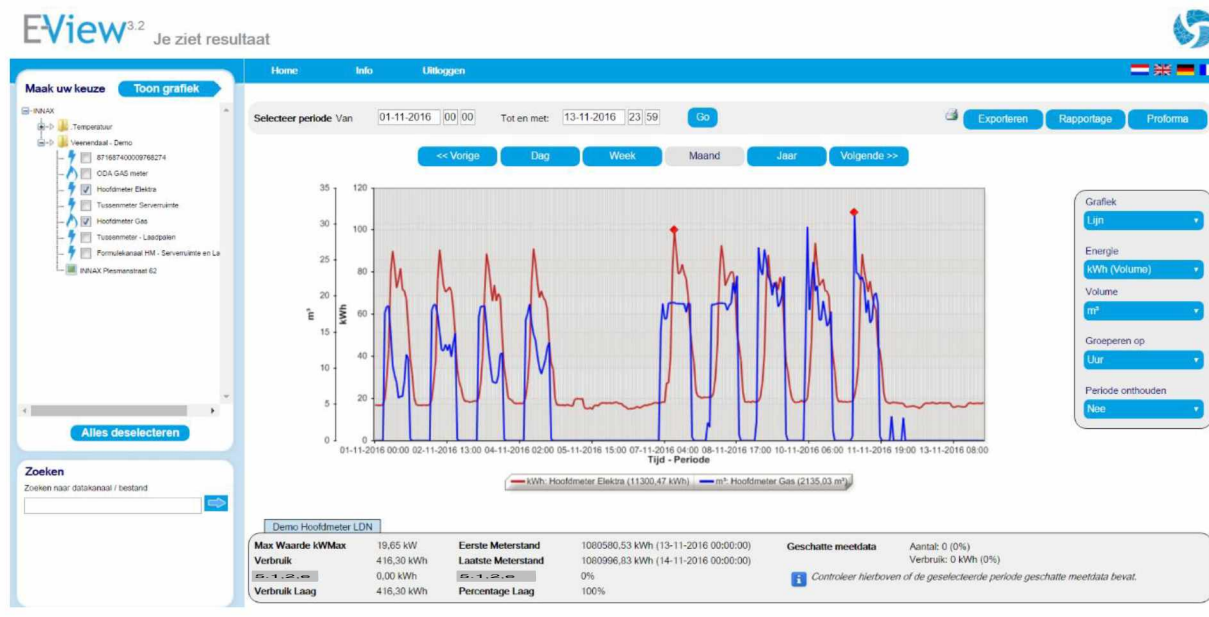 E-View 3.2 Je ziet resultaat
Home Info Uitloggen
Maak uw keuze Toon grafiek
INNAX
.Temperatuur
Veenendaal - Demo
871687400009768274
ODA GAS meter
Hoofdmeter Elektra
Tussenmeter Serverruimte
Hoofdmeter Gas
Tussenmeter - Laadpalen
Formulekanaal HM - Serverruimte en La
INNAX Plesmanstraat 62
Alles deselecteren
Zoeken
Zoeken naar datakanaal / bestand
Selecteer periode Van 01-11-2016 00 00 Tot en met: 13-11-2016 23 59 Go Exporteren Rapportage Proforma
<< Vorige Dag Week Maand Jaar Volgende >>
35 120
30 100
25 80
20
60
15
40
10
20
5
0 0
m³ kWh
01-11-2016 00:00 02-11-2016 13:00 04-11-2016 02:00 05-11-2016 15:00 07-11-2016 04:00 08-11-2016 17:00 10-11-2016 06:00 11-11-2016 19:00 13-11-2016 08:00
Tijd - Periode
kWh: Hoofdmeter Elektra (11300,47 kWh) m³: Hoofdmeter Gas (2135,03 m³)
Grafiek
Lijn
Energie
kWh (Volume)
Volume
m³
Groeperen op
Uur
Periode onthouden
Nee
Demo Hoofdmeter LDN
Max Waarde kWMax 19,65 kW Eerste Meterstand 1080580,53 kWh (13-11-2016 00:00:00) Geschatte meetdata Aantal: 0 (0%)
Verbruik 416,30 kWh Laatste Meterstand 1080996,83 kWh (14-11-2016 00:00:00) Verbruik: 0 kWh (0%)
5.1.2.e 0,00 kWh 5.1.2.e 0% Controleer hierboven of de geselecteerde periode geschatte meetdata bevat.
Verbruik Laag 416,30 kWh Percentage Laag 100%